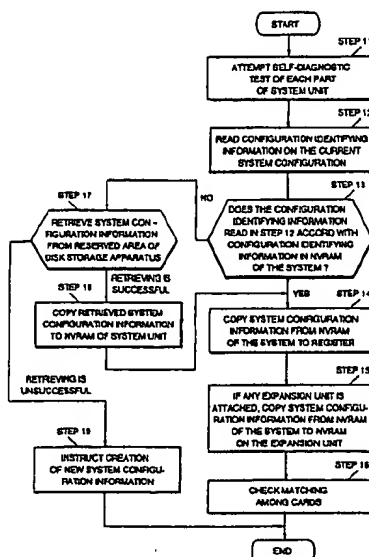 START
STEP 11
ATTEMPT SELF-DIAGNOSTIC
TEST OF EACH PART
OF SYSTEM UNIT
STEP 12
READ CONFIGURATION IDENTIFYING
INFORMATION ON THE CURRENT
SYSTEM CONFIGURATION
STEP 13
DOES THE CONFIGURATION
IDENTIFYING INFORMATION
READ IN STEP 12 ACCORD WITH
CONFIGURATION IDENTIFYING
INFORMATION IN NVRAM
OF THE SYSTEM ?
NO
YES
STEP 17
RETRIEVE SYSTEM CON-
FIGURATION INFORMATION
FROM RESERVED AREA OF
DISK STORAGE APPARATUS
RETRIEVING IS
SUCCESSFUL
STEP 18
COPY RETRIEVED SYSTEM
CONFIGURATION INFORMATION
TO NVRAM OF SYSTEM UNIT
RETRIEVING IS
UNSUCCESSFUL
STEP 19
INSTRUCT CREATION
OF NEW SYSTEM CONFIGU-
RATION INFORMATION
STEP 14
COPY SYSTEM CONFIGURATION
INFORMATION FROM NVRAM
OF THE SYSTEM TO REGISTER
STEP 15
IF ANY EXPANSION UNIT IS
ATTACHED, COPY SYSTEM CONFIGU-
RATION INFORMATION FROM NVRAM
OF THE SYSTEM TO NVRAM
ON THE EXPANSION UNIT
STEP 16
CHECK MATCHING
AMONG CARDS
END